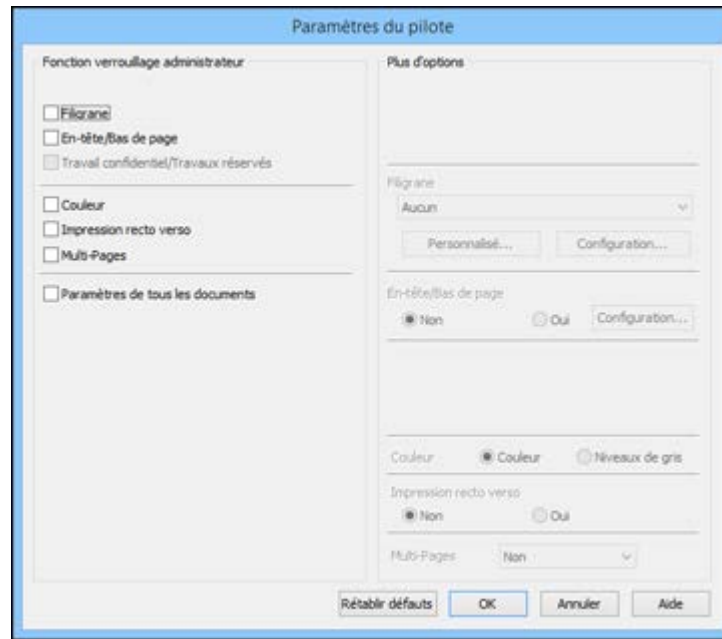 Paramètres du pilote
Fonction verrouillage administrateur
Filigrane
En-tête/Bas de page
Travail confidentiel/Travaux réservés
Couleur
Impression recto verso
Multi-Pages
Paramètres de tous les documents
Plus d'options
Filigrane
Aucun
Personnalisé... Configuration...
En-tête/Bas de page
Non Oui Configuration...
Couleur Couleur Niveaux de gris
Impression recto verso
Non Oui
Multi-Pages Non
Rétablir défauts OK Annuler Aide